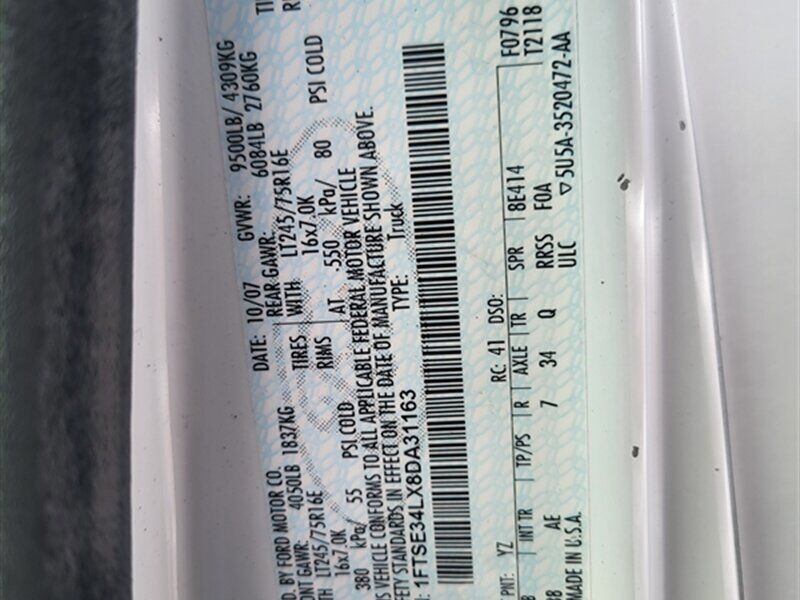 D. BY FORD MOTOR CO.
DATE: 10/07
GVWR: 9500LB/ 4309KG
NT GAWR: 4050LB 1837KG
REAR GAWR: 6084LB 2760KG
TH LT245/75R16E
TIRES WITH LT245/75R16E
16x7.0K
RIMS 16x7.0K
380 kPa/ 55 PSI COLD
AT 550 kPa/ 80 PSI COLD
S VEHICLE CONFORMS TO ALL APPLICABLE FEDERAL MOTOR VEHICLE
FETY STANDARDS IN EFFECT ON THE DATE OF MANUFACTURE SHOWN ABOVE.
: 1FTSE34LX8DA31163
TYPE: Truck
F0796
T2118
PNT: YZ
RC: 41 DSO:
INT TR TP/PS R AXLE TR SPR 8E414
AE 7 34 Q RRSS F0A
MADE IN U.S.A.
ULC
▽5U5A-3520472-AA